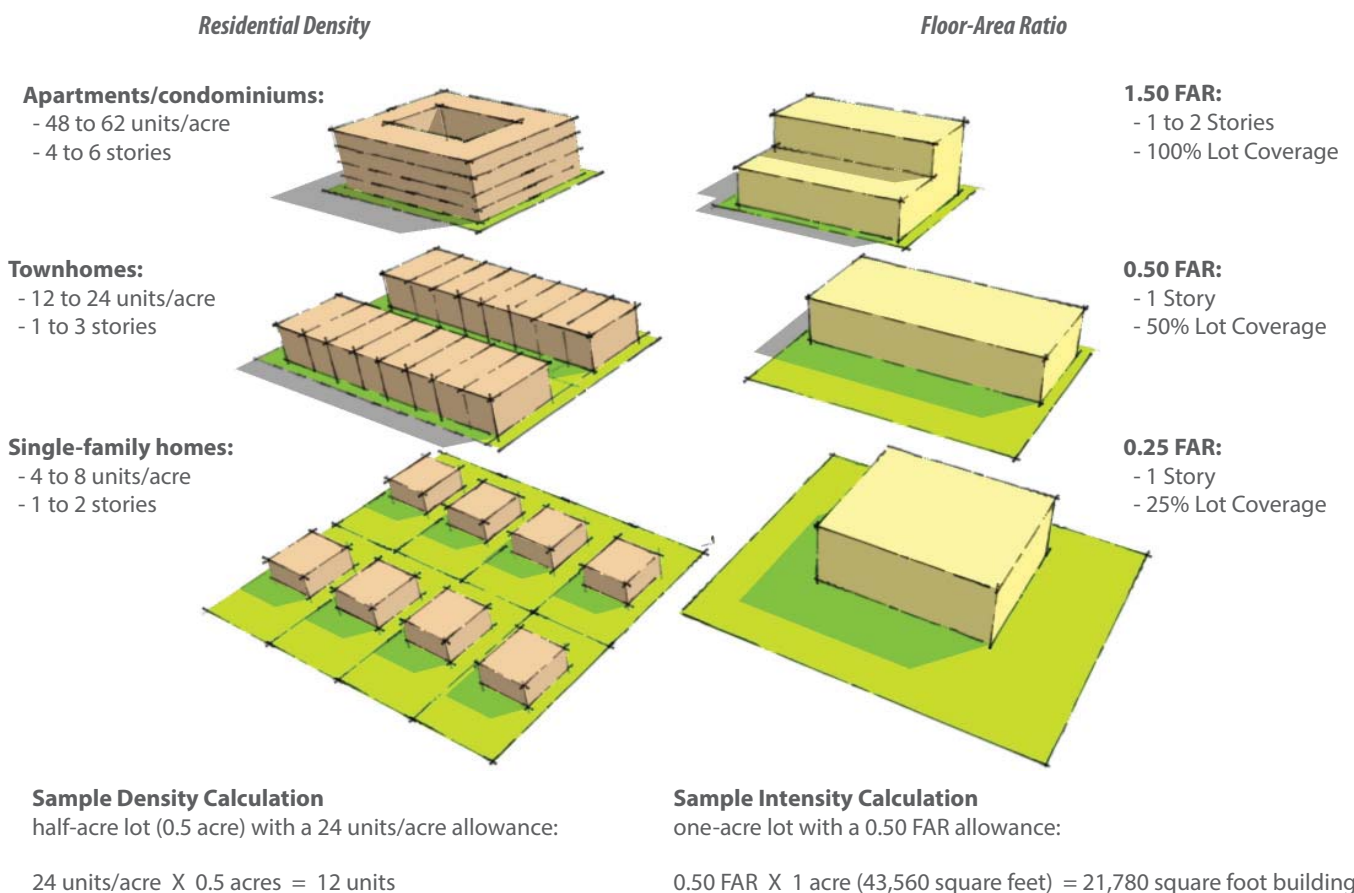 Residential Density
Floor-Area Ratio
Apartments/condominiums:
- 48 to 62 units/acre
- 4 to 6 stories
1.50 FAR:
- 1 to 2 Stories
- 100% Lot Coverage
Townhomes:
- 12 to 24 units/acre
- 1 to 3 stories
0.50 FAR:
- 1 Story
- 50% Lot Coverage
Single-family homes:
- 4 to 8 units/acre
- 1 to 2 stories
0.25 FAR:
- 1 Story
- 25% Lot Coverage
Sample Density Calculation
half-acre lot (0.5 acre) with a 24 units/acre allowance:
24 units/acre X 0.5 acres = 12 units
Sample Intensity Calculation
one-acre lot with a 0.50 FAR allowance:
0.50 FAR X 1 acre (43,560 square feet) = 21,780 square foot building